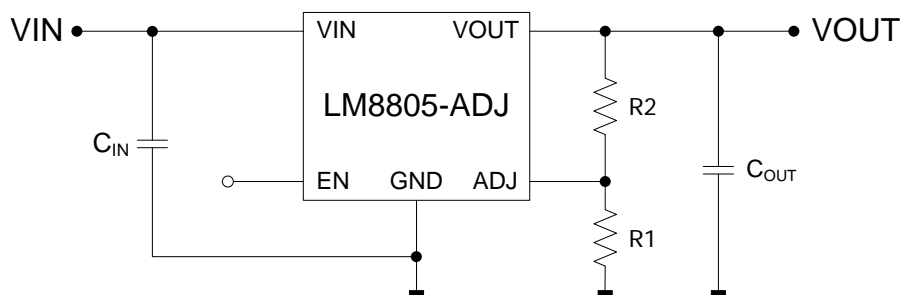 VIN
VIN
VOUT
VOUT
LM8805-ADJ
R2
CIN
EN
GND
ADJ
COUT
R1